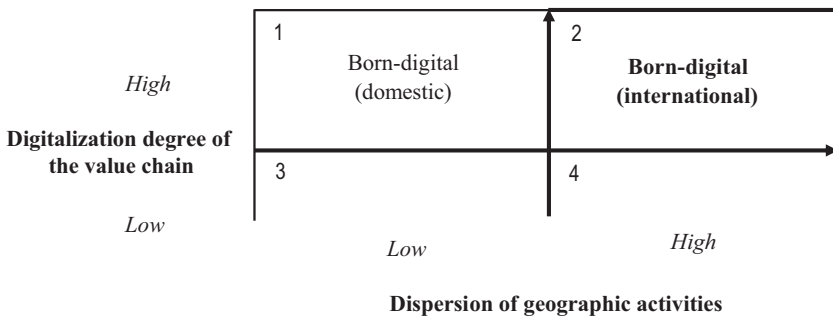 1
Born-digital
(domestic)
2
Born-digital
(international)
High
Digitalization degree of
the value chain
3
4
Low
Low
High
Dispersion of geographic activities